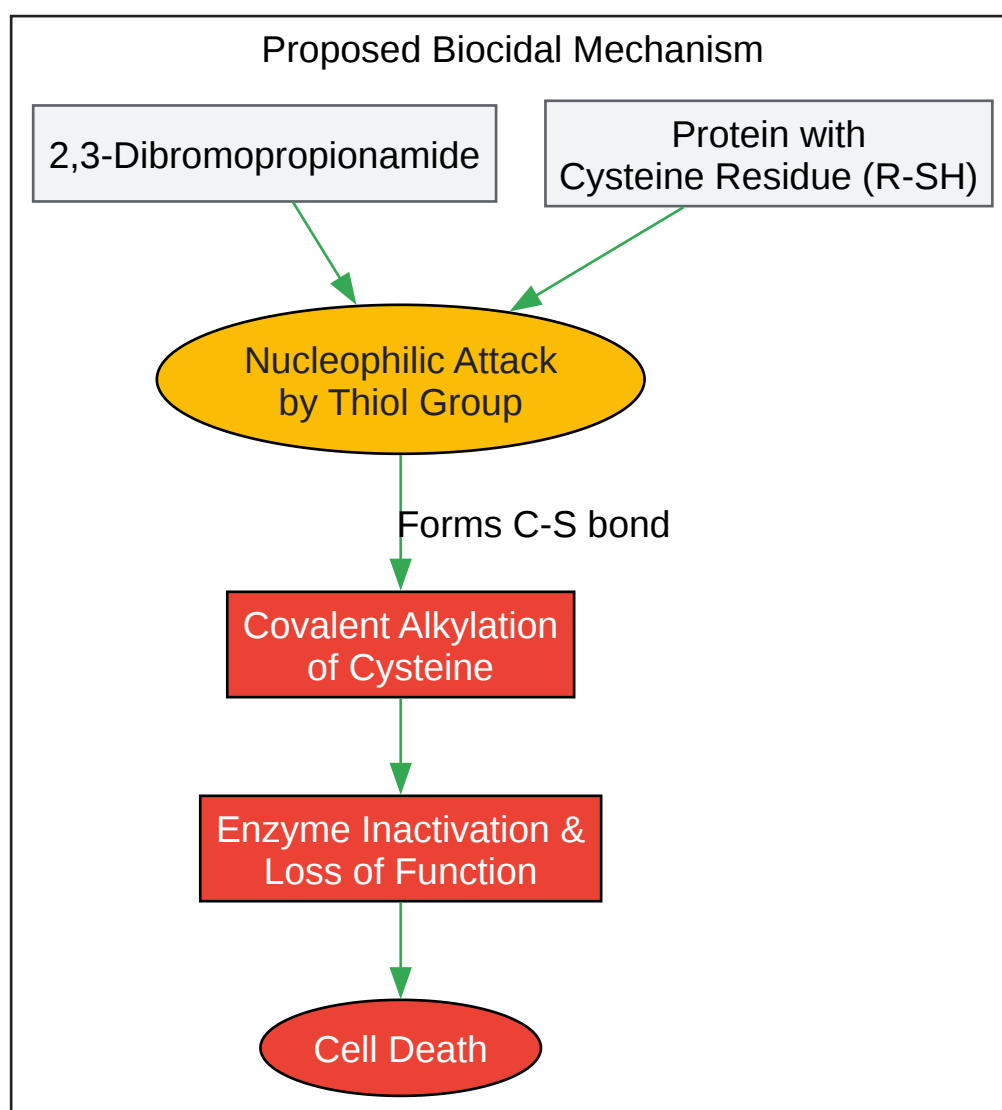 Proposed Biocidal Mechanism
2,3-Dibromopropionamide
Protein with
Cysteine Residue (R-SH)
Nucleophilic Attack
by Thiol Group
Forms C-S bond
Covalent Alkylation
of Cysteine
Enzyme Inactivation &
Loss of Function
Cell Death